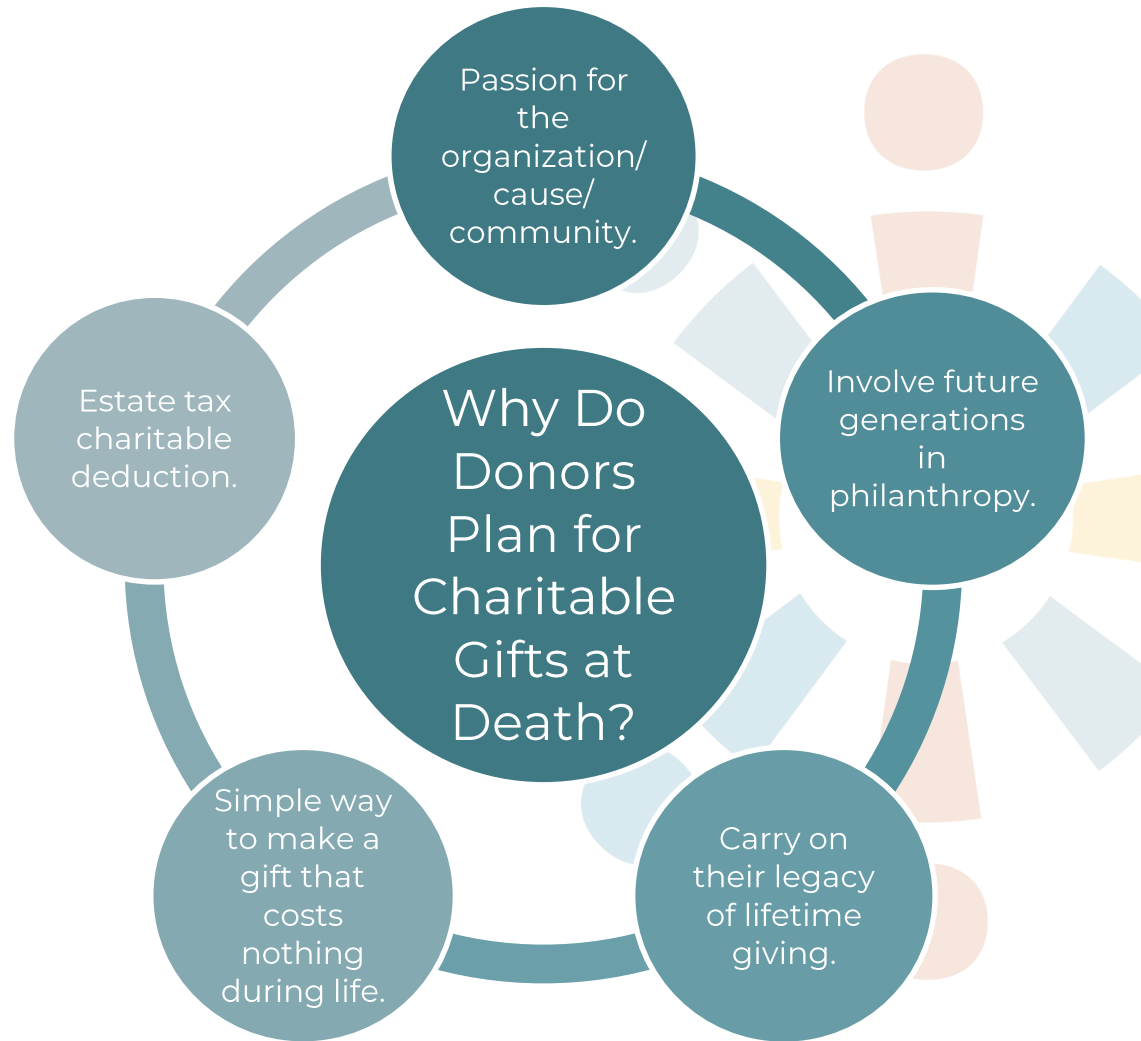 Passion for
the
organization/
cause/
community.
Involve future
generations
in
philanthropy.
Carry on
their legacy
of lifetime
giving.
Simple way
to make a
gift that
costs
nothing
during life.
Estate tax
charitable
deduction.
Why Do
Donors
Plan for
Charitable
Gifts at
Death?